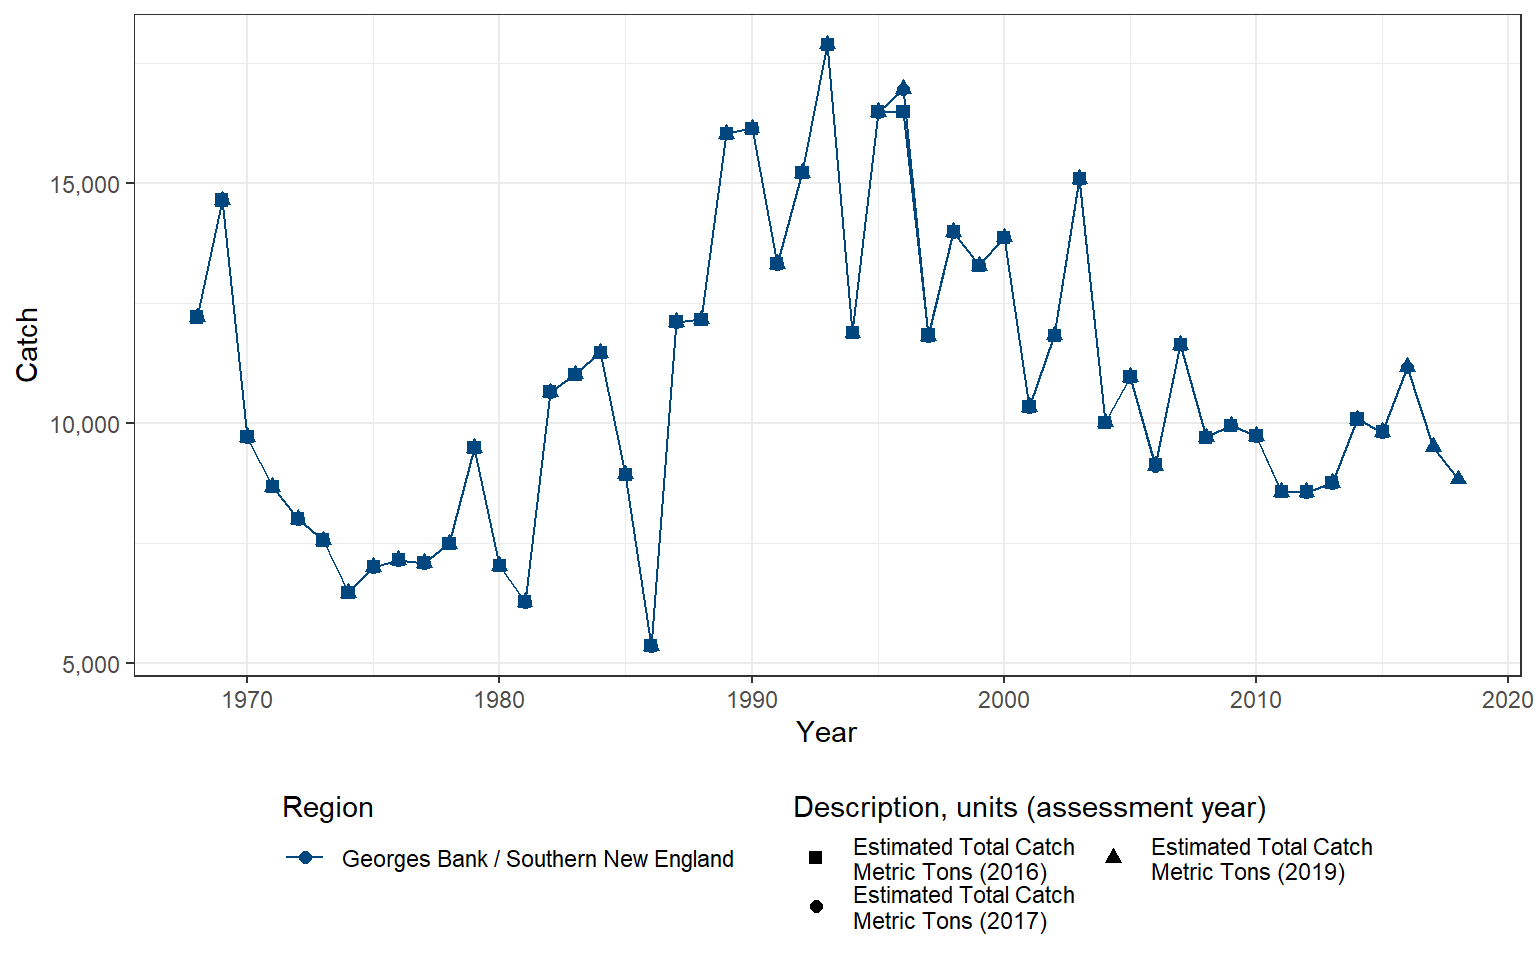 15,000
10,000
5,000
Catch
1970 1980 1990 2000 2010 2020
Year
Region
Georges Bank / Southern New England
Description, units (assessment year)
Estimated Total Catch
Metric Tons (2016)
Estimated Total Catch
Metric Tons (2017)
Estimated Total Catch
Metric Tons (2019)